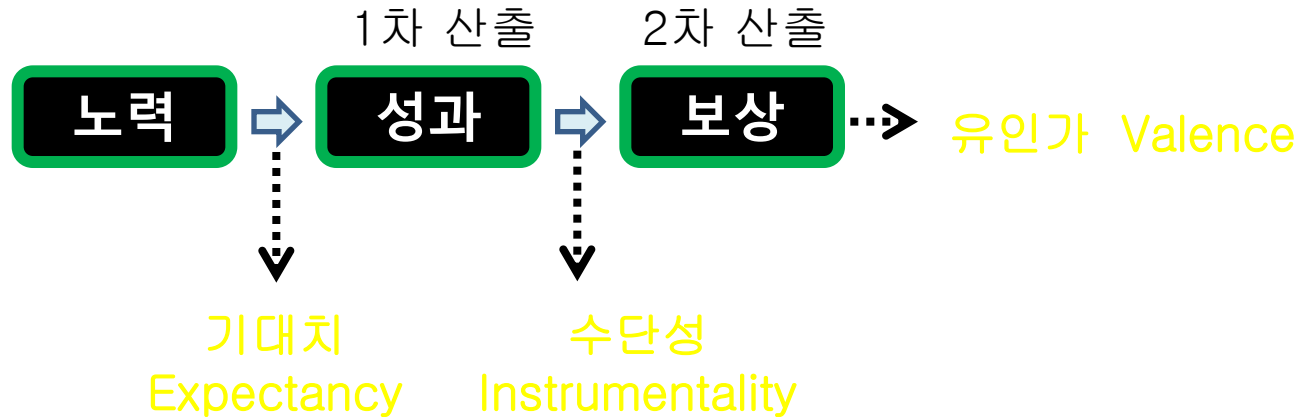 1차 산출 2차 산출
노력 성과 보상 유인가 Valence
기대치 수단성
Expectancy Instrumentality